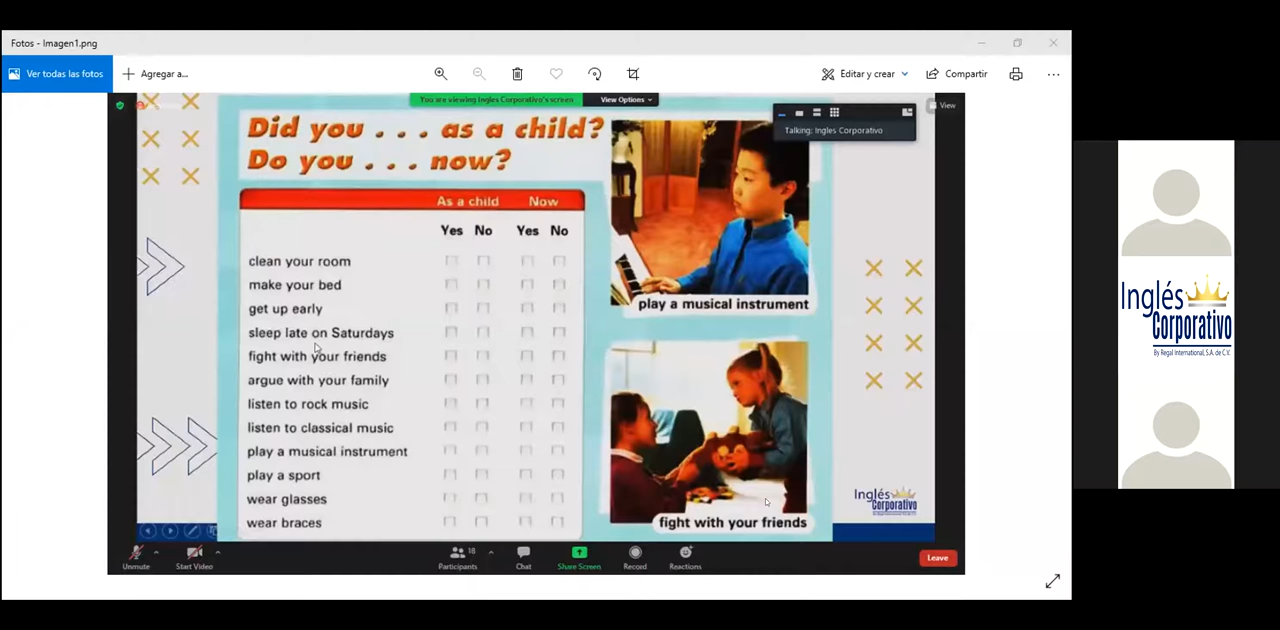 Fotos - Imagen1.png
Ver todas las fotos
Agregar a...
Editar y crear
Compartir
You are viewing Ingles Corporativo's screen
View Options
View
Talking: Ingles Corporativo
Did you . . . as a child?
Do you . . . now?
As a child Now
Yes No Yes No
clean your room
make your bed
get up early
sleep late on Saturdays
fight with your friends
argue with your family
listen to rock music
listen to classical music
play a musical instrument
play a sport
wear glasses
wear braces
play a musical instrument
fight with your friends
Inglés
Corporativo
Unmute
Start Video
Participants
18
Chat
Share Screen
Record
Reactions
Leave
Inglés
Corporativo
By Regal International, S.A. de C.V.